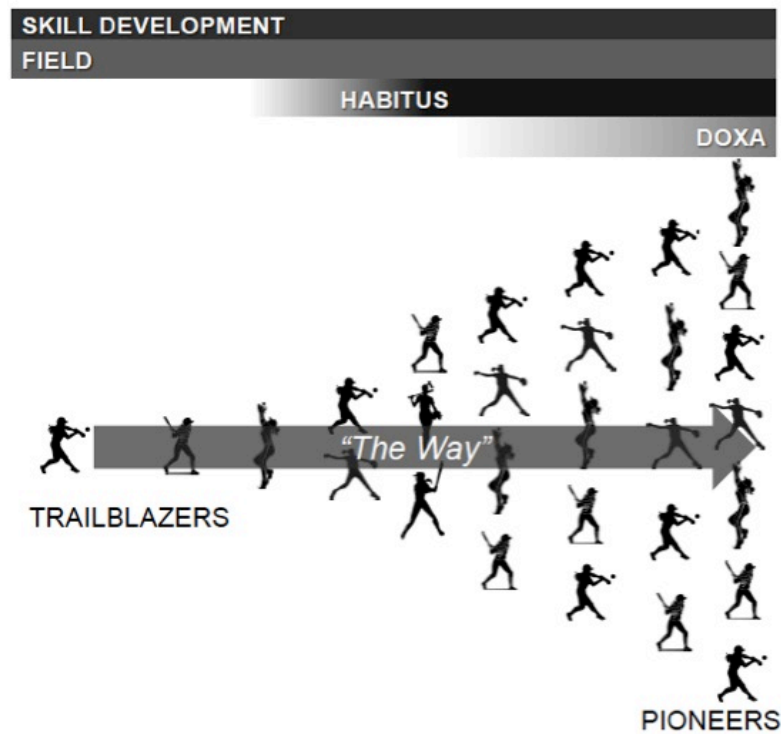 SKILL DEVELOPMENT
FIELD
HABITUS
DOXA
“The Way”
TRAILBLAZERS
PIONEERS